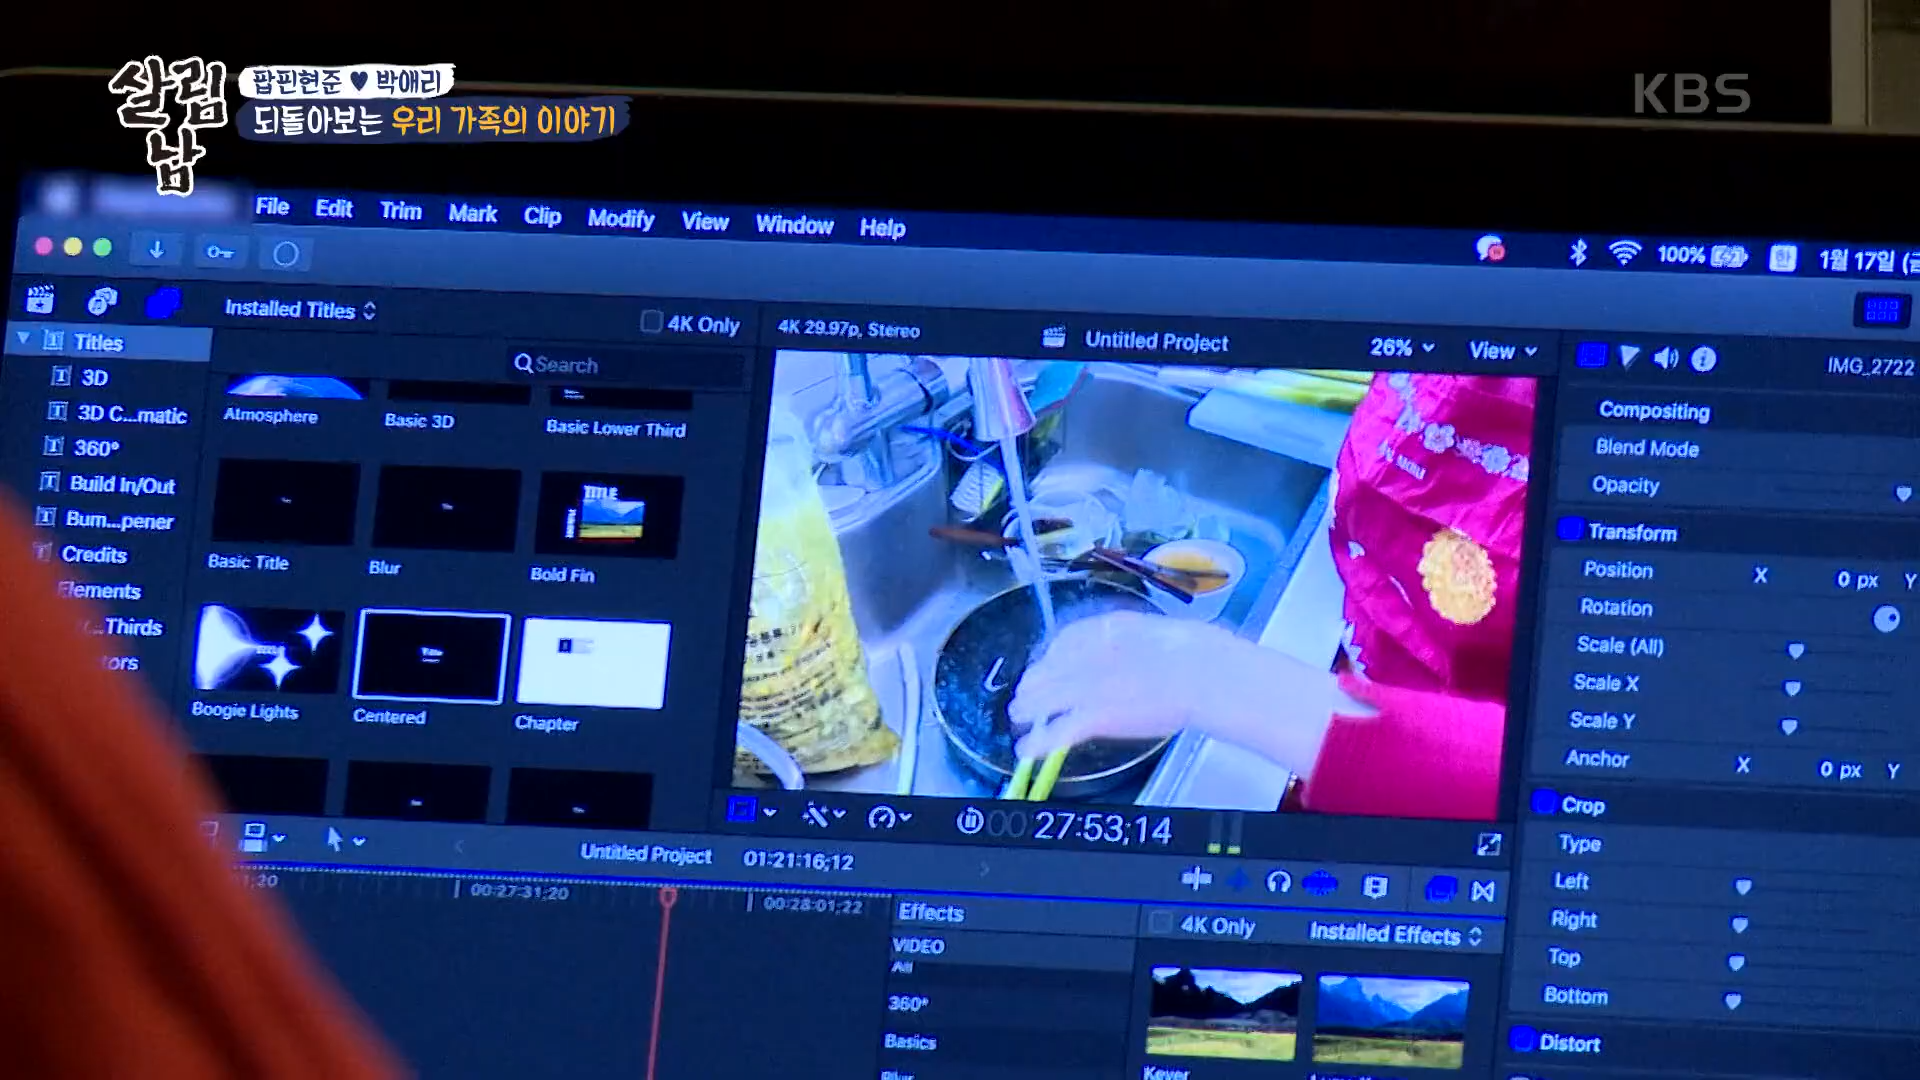 살림남
팝핀현준 ♥ 박애리
되돌아보는 우리 가족의 이야기
KBS
File Edit Trim Mark Clip Modify View Window Help
100% 한 1월 17일 (금
Installed Titles
4K Only
4K 29.97p, Stereo
Untitled Project
26%
View
IMG_2722
Titles
Search
3D
3D C...matic
360°
Build In/Out
Bum...pener
Credits
Elements
...Thirds
Atmosphere
Basic 3D
Basic Lower Third
Basic Title
Blur
Bold Fin
TITLE
Boogie Lights
Centered
Chapter
Title
Compositing
Blend Mode
Opacity
Transform
Position X 0 px Y
Rotation
Scale (All)
Scale X
Scale Y
Anchor X 0 px Y
Crop
Type
Left
Right
Top
Bottom
Distort
00 27:53;14
Untitled Project 01:21:16;12
00:27:31;20
00:28:01;22
Effects
4K Only
Installed Effects
VIDEO
All
360°
Basics
Blur